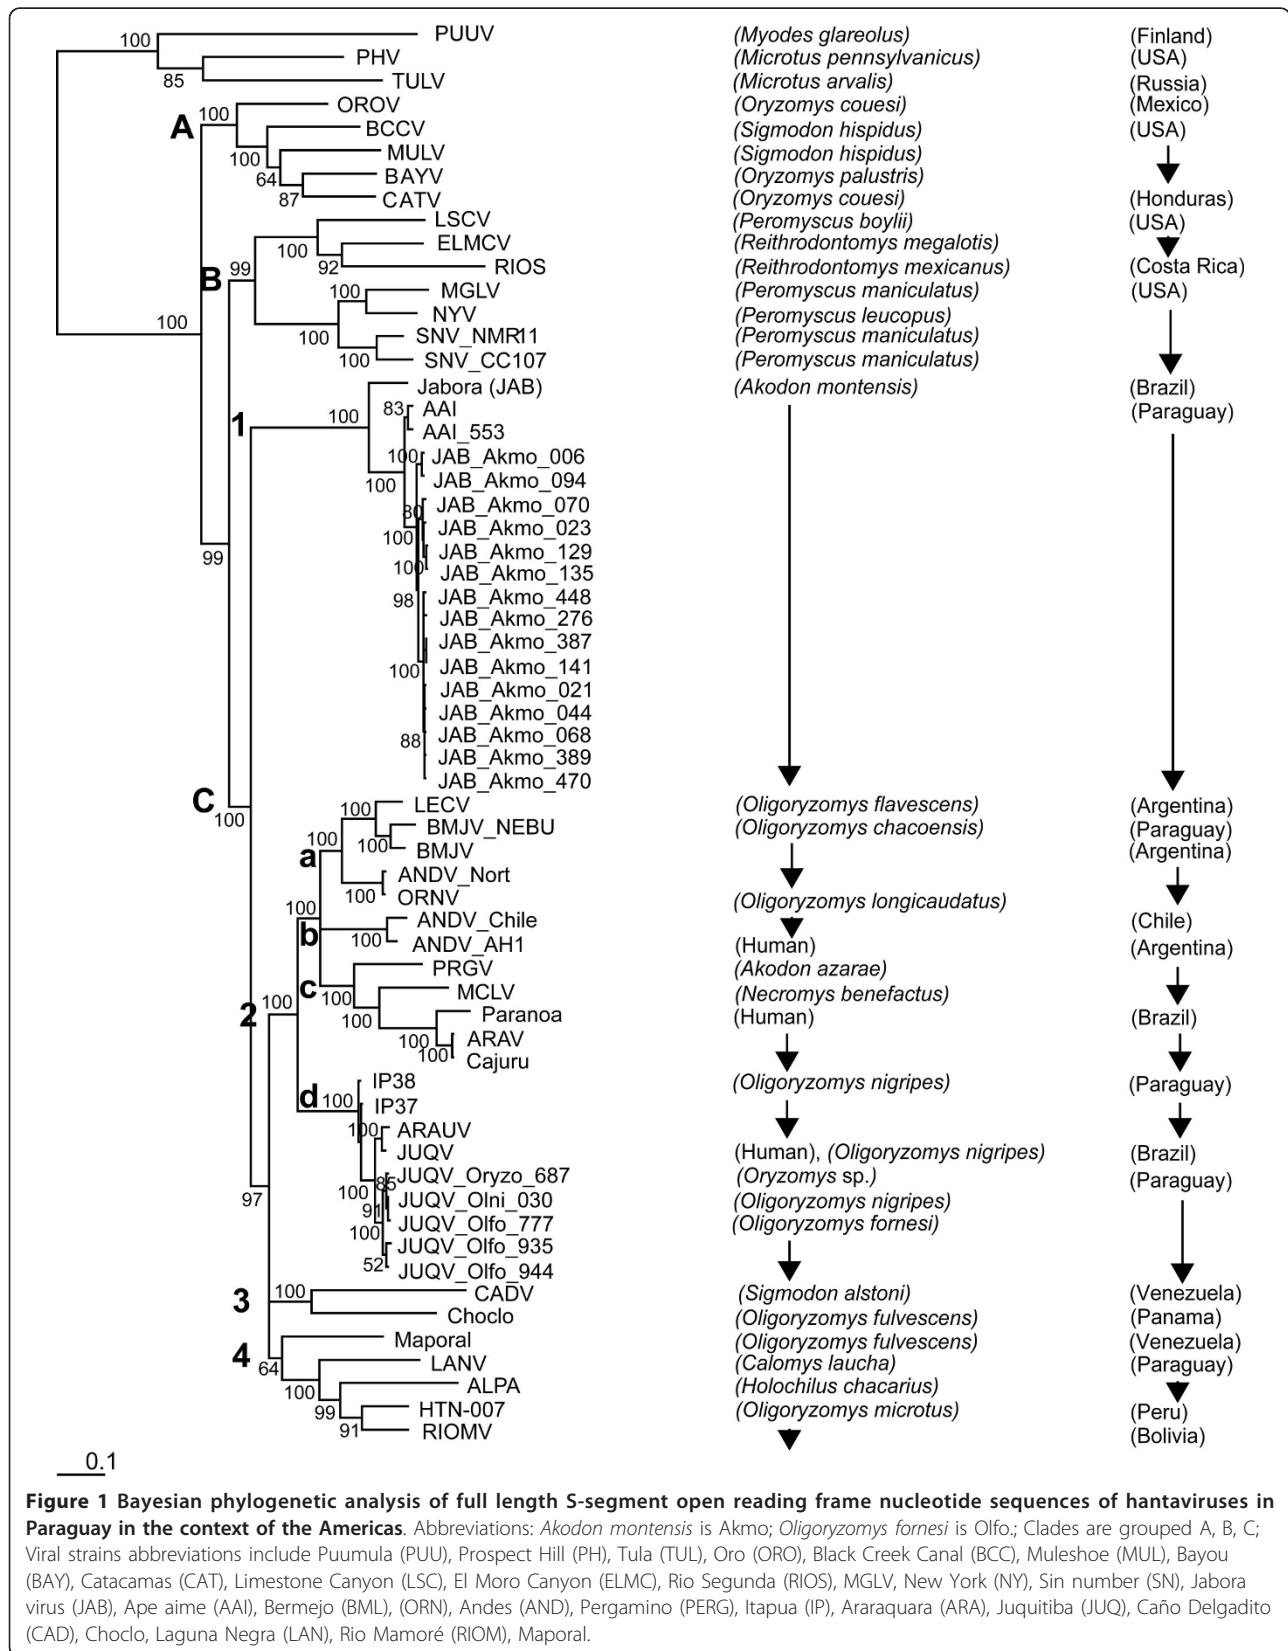 PUUV (Myodes glareolus) (Finland)
100
PHV (Microtus pennsylvanicus) (USA)
85 TULV (Microtus arvalis) (Russia)
100 OROV (Oryzomys couesi) (Mexico)
A BCCV (Sigmodon hispidus) (USA)
100 MULV (Sigmodon hispidus)
64 BAYV (Oryzomys palustris)
87 CATV (Oryzomys couesi) (Honduras)
LSCV (Peromyscus boylii) (USA)
100 ELMCV (Reithrodontomys megalotis)
B 99 92 RIOS (Reithrodontomys mexicanus) (Costa Rica)
100 MGLV (Peromyscus maniculatus) (USA)
100 NYV (Peromyscus leucopus)
100 SNV_NMR11 (Peromyscus maniculatus)
100 SNV_CC107 (Peromyscus maniculatus)
Jabora (JAB) (Akodon montensis) (Brazil)
1 100 83 AAI (Paraguay)
AAI_553
100 JAB_Akmo_006
100 JAB_Akmo_094
80 JAB_Akmo_070
100 JAB_Akmo_023
99 JAB_Akmo_129
100 JAB_Akmo_135
98 JAB_Akmo_448
JAB_Akmo_276
JAB_Akmo_387
100 JAB_Akmo_141
JAB_Akmo_021
JAB_Akmo_044
88 JAB_Akmo_068
JAB_Akmo_389
JAB_Akmo_470
C 100 100 LECV (Oligoryzomys flavescens) (Argentina)
100 BMJV_NEBU (Oligoryzomys chacoensis) (Paraguay)
a 100 BMJV (Argentina)
ANDV_Nort
100 ORNV (Oligoryzomys longicaudatus)
100 ANDV_Chile (Chile)
b 100 ANDV_AH1 (Human) (Argentina)
PRGV (Akodon azarae)
c 100 MCLV (Necromys benefactus)
2 100 100 Paranoa (Human) (Brazil)
100 ARAV
100 Cajuru
IP38 (Oligoryzomys nigripes) (Paraguay)
d 100 IP37
100 ARAUV
JUQV (Human), (Oligoryzomys nigripes) (Brazil)
97 100 85 JUQV_Oryzo_687 (Oryzomys sp.) (Paraguay)
91 JUQV_Olni_030 (Oligoryzomys nigripes)
100 JUQV_Olfo_777 (Oligoryzomys fornesi)
JUQV_Olfo_935
52 JUQV_Olfo_944
3 100 CADV (Sigmodon alstoni) (Venezuela)
Choclo (Oligoryzomys fulvescens) (Panama)
4 Maporal (Oligoryzomys fulvescens) (Venezuela)
64 LANV (Calomys laucha) (Paraguay)
100 ALPA (Holochilus chacarius)
99 HTN-007 (Oligoryzomys microtus) (Peru)
91 RIOMV (Bolivia)
0.1
Figure 1 Bayesian phylogenetic analysis of full length S-segment open reading frame nucleotide sequences of hantaviruses in
Paraguay in the context of the Americas. Abbreviations: Akodon montensis is Akmo; Oligoryzomys fornesi is Olfo.; Clades are grouped A, B, C;
Viral strains abbreviations include Puumula (PUU), Prospect Hill (PH), Tula (TUL), Oro (ORO), Black Creek Canal (BCC), Muleshoe (MUL), Bayou
(BAY), Catacamas (CAT), Limestone Canyon (LSC), El Moro Canyon (ELMC), Rio Segunda (RIOS), MGLV, New York (NY), Sin number (SN), Jabora
virus (JAB), Ape aime (AAI), Bermejo (BML), (ORN), Andes (AND), Pergamino (PERG), Itapua (IP), Araraquara (ARA), Juquitiba (JUQ), Caño Delgadito
(CAD), Choclo, Laguna Negra (LAN), Rio Mamoré (RIOM), Maporal.